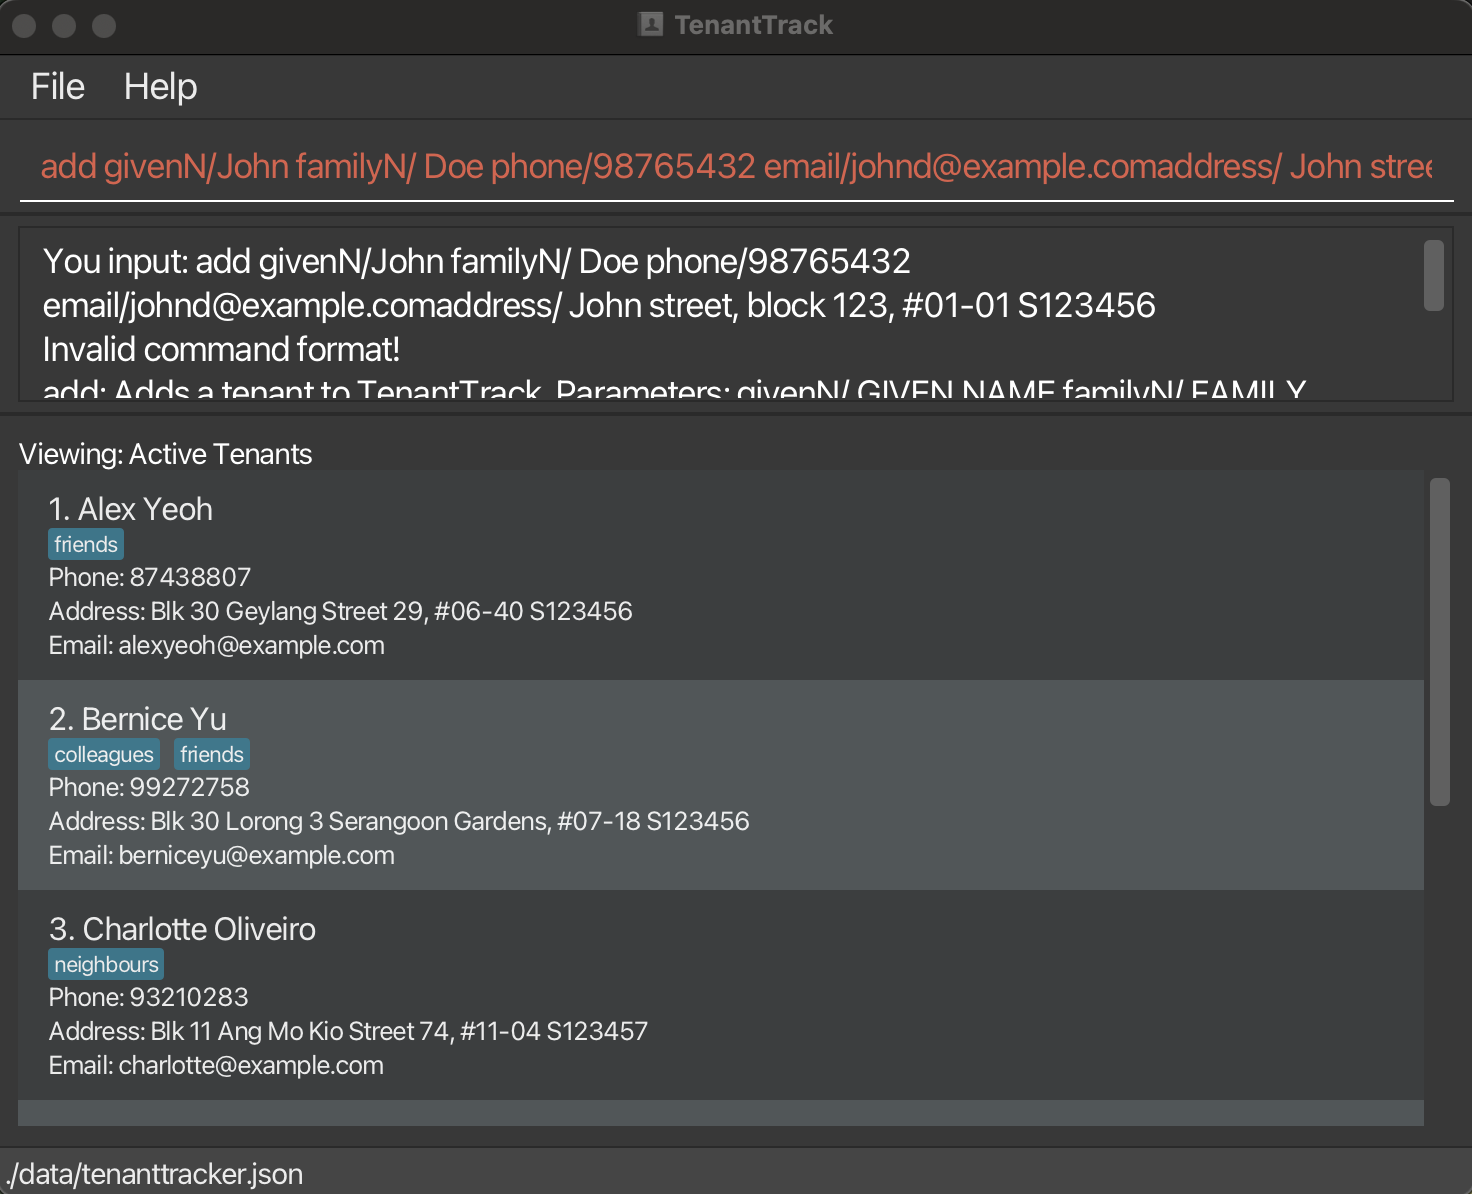 TenantTrack
File Help
add givenN/John familyN/ Doe phone/98765432 email/johnd@example.comaddress/ John stree
You input: add givenN/John familyN/ Doe phone/98765432
email/johnd@example.comaddress/ John street, block 123, #01-01 S123456
Invalid command format!
add: Adds a tenant to TenantTrack. Parameters: givenN/ GIVEN NAME familyN/ FAMILY
Viewing: Active Tenants
1. Alex Yeoh
friends
Phone: 87438807
Address: Blk 30 Geylang Street 29, #06-40 S123456
Email: alexyeoh@example.com
2. Bernice Yu
colleagues friends
Phone: 99272758
Address: Blk 30 Lorong 3 Serangoon Gardens, #07-18 S123456
Email: berniceyu@example.com
3. Charlotte Oliveiro
neighbours
Phone: 93210283
Address: Blk 11 Ang Mo Kio Street 74, #11-04 S123457
Email: charlotte@example.com
./data/tenanttracker.json